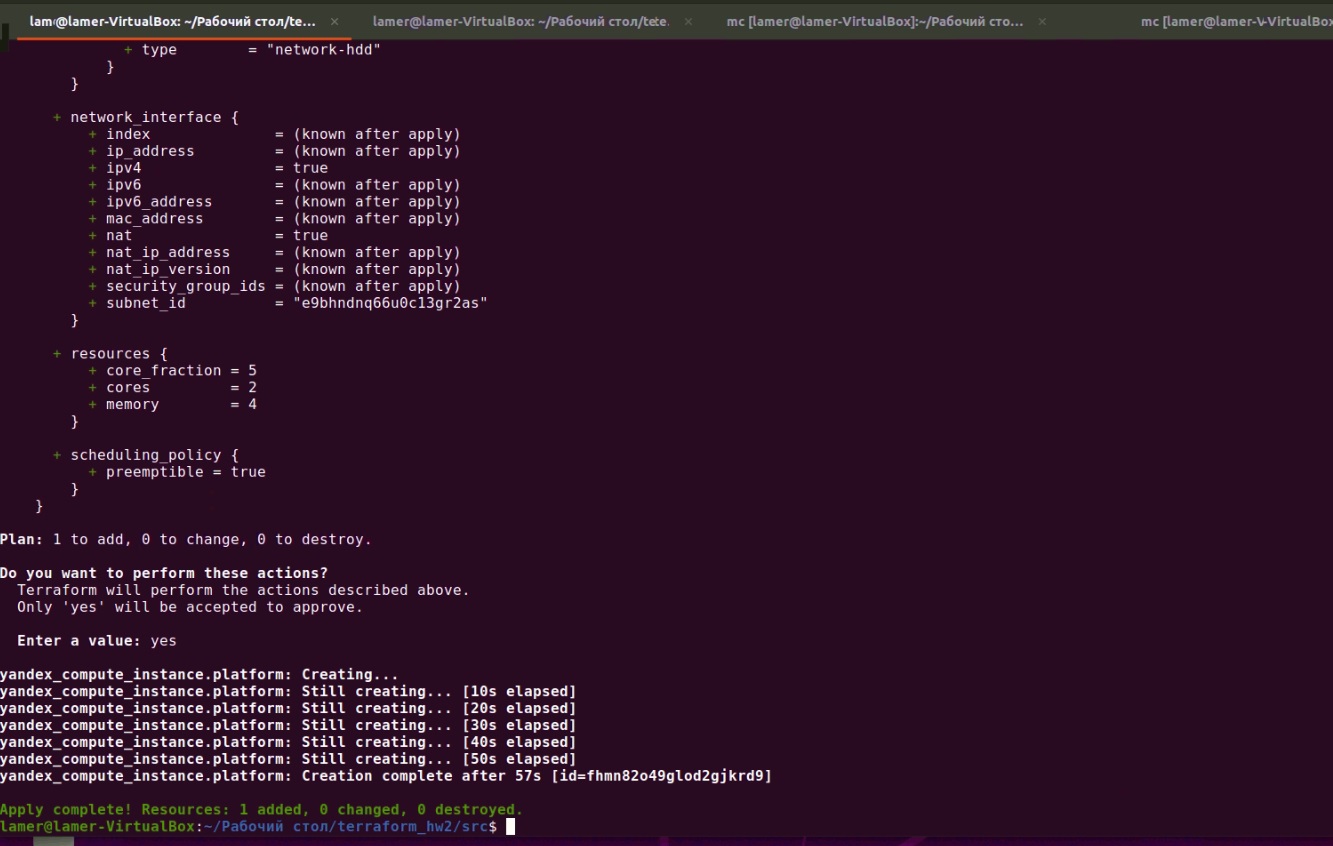 lam@lamer-VirtualBox: ~/Рабочий стол/te... × lamer@lamer-VirtualBox: ~/Рабочий стол/te... × mc [lamer@lamer-VirtualBox]:~/Рабочий сто... × mc [lamer@lamer-VirtualBox
+ type = "network-hdd"
}
}
+ network_interface {
+ index = (known after apply)
+ ip_address = (known after apply)
+ ipv4 = true
+ ipv6 = (known after apply)
+ ipv6_address = (known after apply)
+ mac_address = (known after apply)
+ nat = true
+ nat_ip_address = (known after apply)
+ nat_ip_version = (known after apply)
+ security_group_ids = (known after apply)
+ subnet_id = "e9bhndnq66u0c13gr2as"
}
+ resources {
+ core_fraction = 5
+ cores = 2
+ memory = 4
}
+ scheduling_policy {
+ preemptible = true
}
}
Plan: 1 to add, 0 to change, 0 to destroy.
Do you want to perform these actions?
Terraform will perform the actions described above.
Only 'yes' will be accepted to approve.
Enter a value: yes
yandex_compute_instance.platform: Creating...
yandex_compute_instance.platform: Still creating... [10s elapsed]
yandex_compute_instance.platform: Still creating... [20s elapsed]
yandex_compute_instance.platform: Still creating... [30s elapsed]
yandex_compute_instance.platform: Still creating... [40s elapsed]
yandex_compute_instance.platform: Still creating... [50s elapsed]
yandex_compute_instance.platform: Creation complete after 57s [id=fhmn82o49glod2gjkrd9]
Apply complete! Resources: 1 added, 0 changed, 0 destroyed.
lamer@lamer-VirtualBox:~/Рабочий стол/terraform_hw2/src$